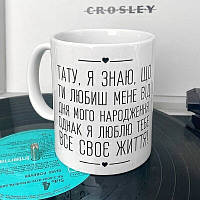 CROSLEY
ТАТУ, Я ЗНАЮ, ЩО
ТИ ЛЮБИШ МЕНЕ ВІД
ДНЯ МОГО НАРОДЖЕННЯ
ОДНАК Я ЛЮБЛЮ ТЕБЕ
ВСЕ СВОЄ ЖИТТЯ